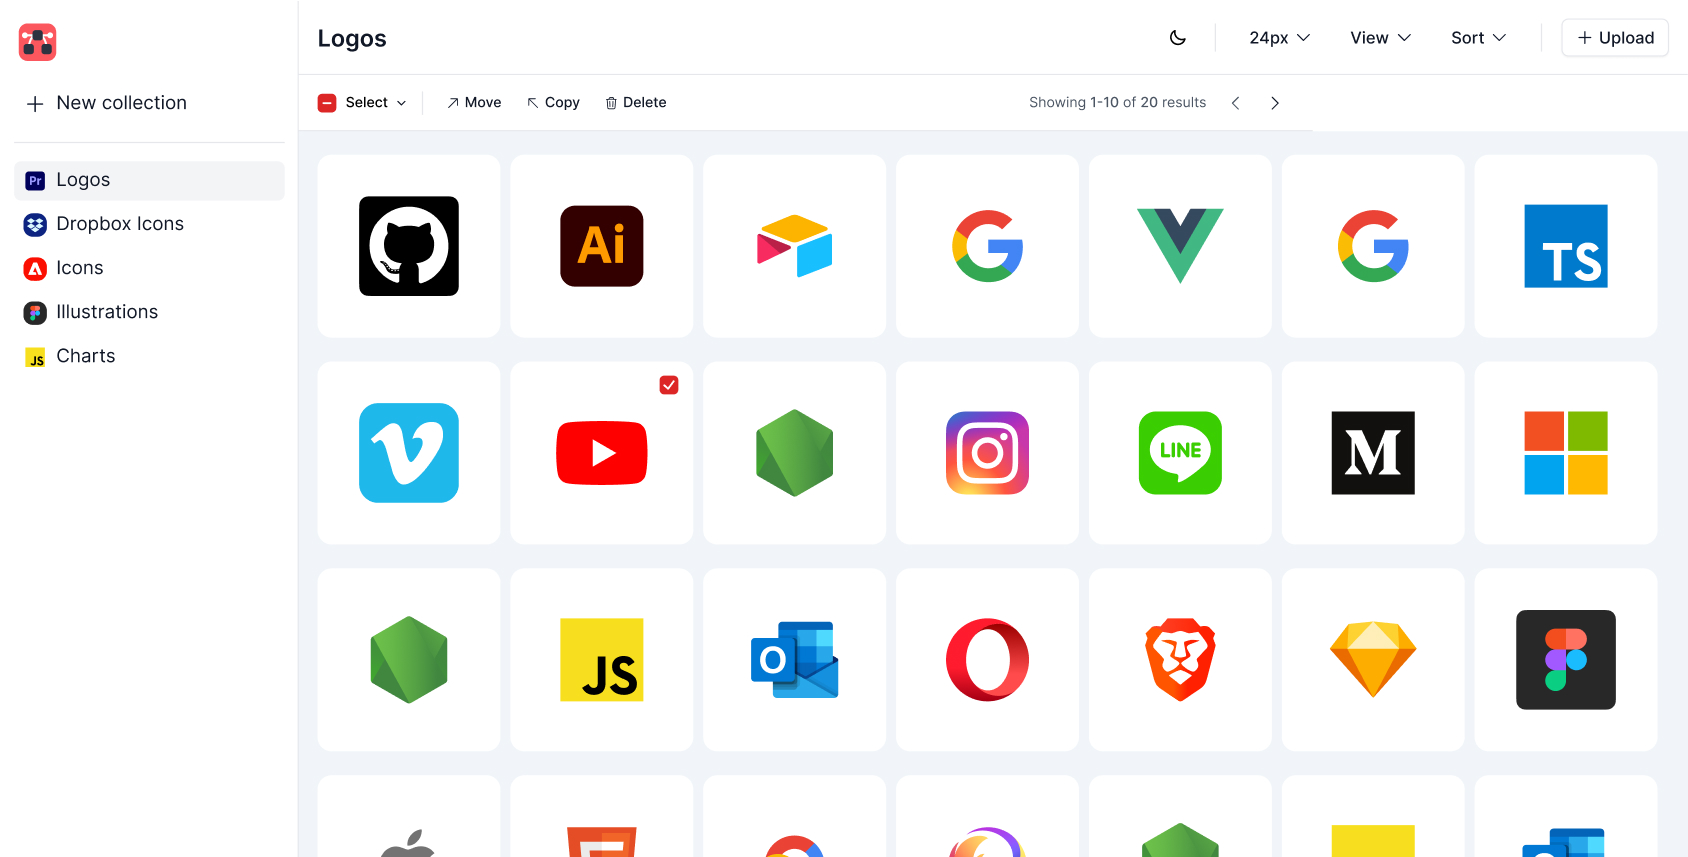 Logos
24px
View
Sort
Upload
New collection
Select
Move
Copy
Delete
Showing 1-10 of 20 results
Pr
Logos
Dropbox Icons
Icons
Illustrations
JS
Charts
Ai
TS
LINE
M
JS
O